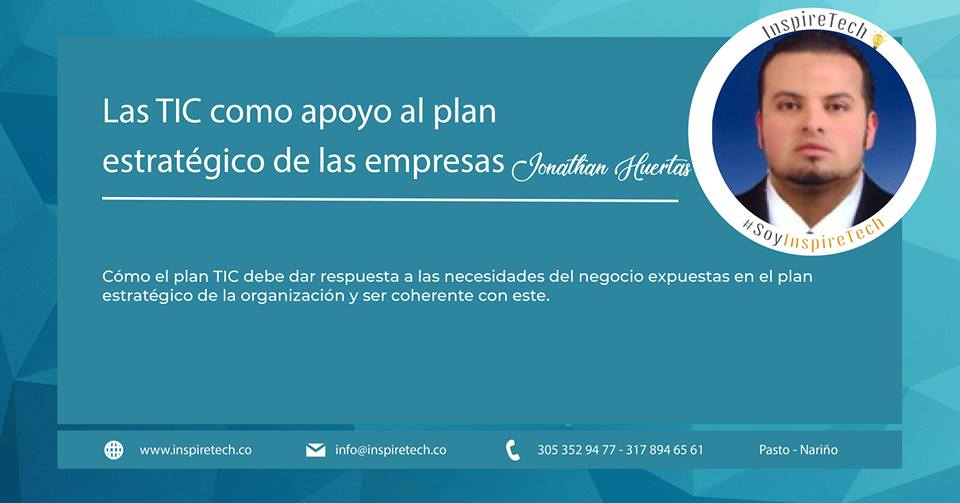 InspireTech
Las TIC como apoyo al plan
estratégico de las empresas Jonathan Huertas
#SoyInspireTech
Cómo el plan TIC debe dar respuesta a las necesidades del negocio expuestas en el plan
estratégico de la organización y ser coherente con este.
www.inspiretech.co info@inspiretech.co 305 352 94 77 - 317 894 65 61 Pasto - Nariño